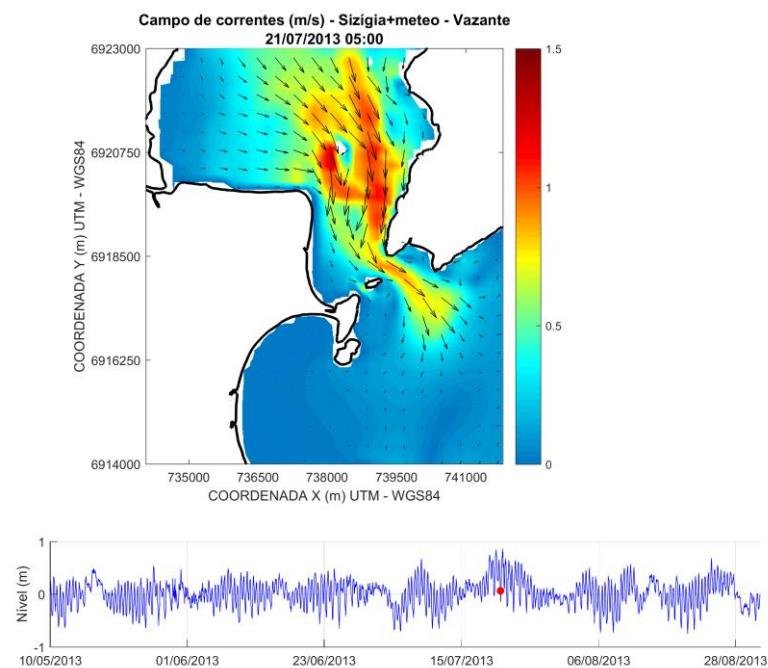 Campo de correntes (m/s) - Sizígia+meteo - Vazante
21/07/2013 05:00
6923000
6920750
6918500
6916250
6914000
COORDENADA Y (m) UTM - WGS84
735000 736500 738000 739500 741000
COORDENADA X (m) UTM - WGS84
1.5
1
0.5
0
Nível (m)
1
0
-1
10/05/2013 01/06/2013 23/06/2013 15/07/2013 06/08/2013 28/08/2013